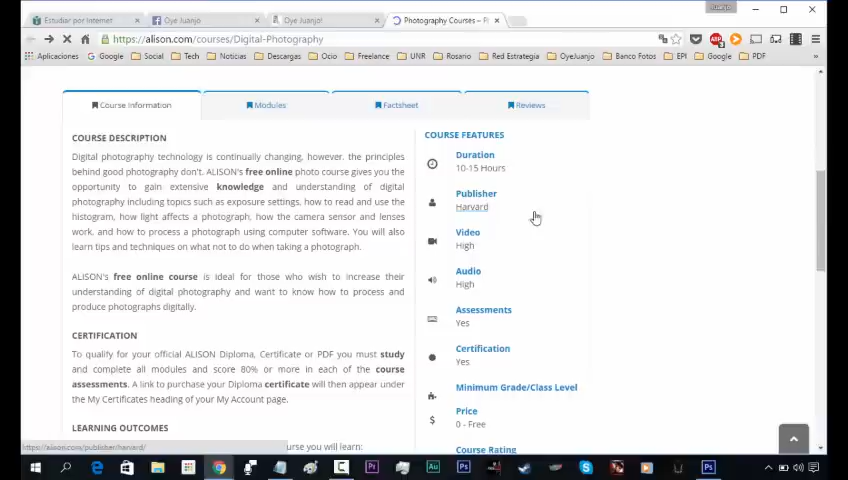 Juanjo
Estudiar por Internet
Oye Juanjo
Oye Juanjo!
Photography Courses – F
https://alison.com/courses/Digital-Photography
Aplicaciones
Google
Social
Tech
Noticias
Descargas
Ocio
Freelance
UNR
Rosario
Red Estrategia
OyeJuanjo
Banco Fotos
EPI
Google
PDF
Course Information
Modules
Factsheet
Reviews
COURSE DESCRIPTION
Digital photography technology is continually changing, however, the principles
behind good photography don't. ALISON's free online photo course gives you the
opportunity to gain extensive knowledge and understanding of digital
photography including topics such as exposure settings, how to read and use the
histogram, how light affects a photograph, how the camera sensor and lenses
work, and how to process a photograph using computer software. You will also
learn tips and techniques on what not to do when taking a photograph.
ALISON's free online course is ideal for those who wish to increase their
understanding of digital photography and want to know how to process and
produce photographs digitally.
CERTIFICATION
To qualify for your official ALISON Diploma, Certificate or PDF you must study
and complete all modules and score 80% or more in each of the course
assessments. A link to purchase your Diploma certificate will then appear under
the My Certificates heading of your My Account page.
LEARNING OUTCOMES
ourse you will learn:
COURSE FEATURES
Duration
10-15 Hours
Publisher
Harvard
Video
High
Audio
High
Assessments
Yes
Certification
Yes
Minimum Grade/Class Level
Price
0 - Free
Course Rating
https://alison.com/publisher/harvard/